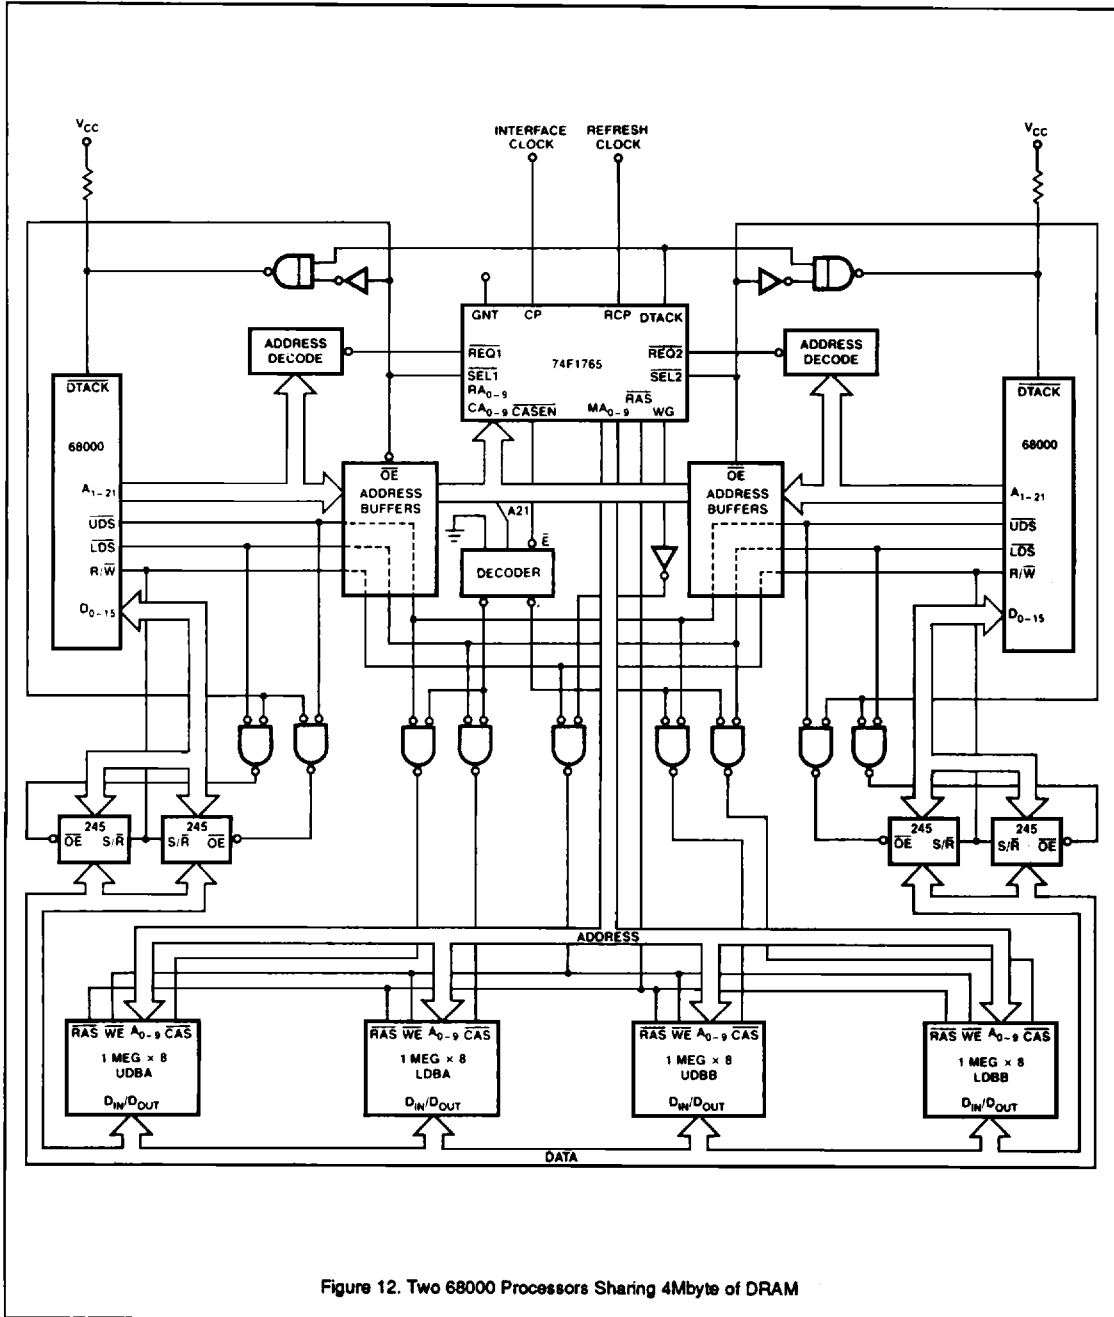 VCC
INTERFACE CLOCK
REFRESH CLOCK
VCC
GNT
CP
RCP
DTACK
ADDRESS DECODE
REQ1
74F1765
REQ2
ADDRESS DECODE
SEL1
SEL2
RA0-9
CA0-9
CASEN
MA0-9
RAS
WG
DTACK
68000
A1-21
UDS
LDS
R/W
D0-15
OE
ADDRESS BUFFERS
A21
E
DECODER
OE
ADDRESS BUFFERS
DTACK
68000
A1-21
UDS
LDS
R/W
D0-15
245
OE
S/R
245
S/R
OE
245
OE
S/R
245
S/R
OE
ADDRESS
RAS WE A0-9 CAS
1 MEG × 8
UDBA
DIN/DOUT
RAS WE A0-9 CAS
1 MEG × 8
LDBA
DIN/DOUT
RAS WE A0-9 CAS
1 MEG × 8
UDBB
DIN/DOUT
RAS WE A0-9 CAS
1 MEG × 8
LDBB
DIN/DOUT
DATA
Figure 12. Two 68000 Processors Sharing 4Mbyte of DRAM